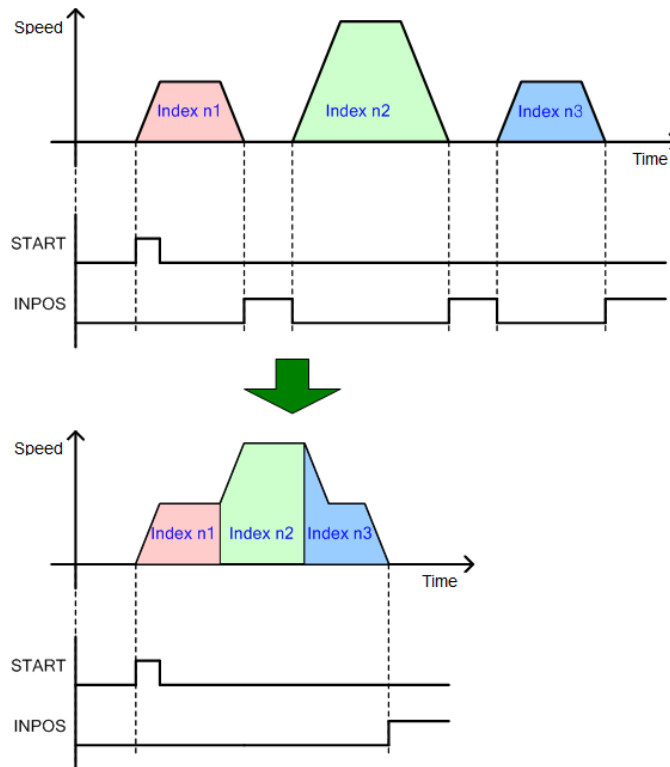 Speed
Index n1
Index n2
Index n3
Time
START
INPOS
Speed
Index n1
Index n2
Index n3
Time
START
INPOS